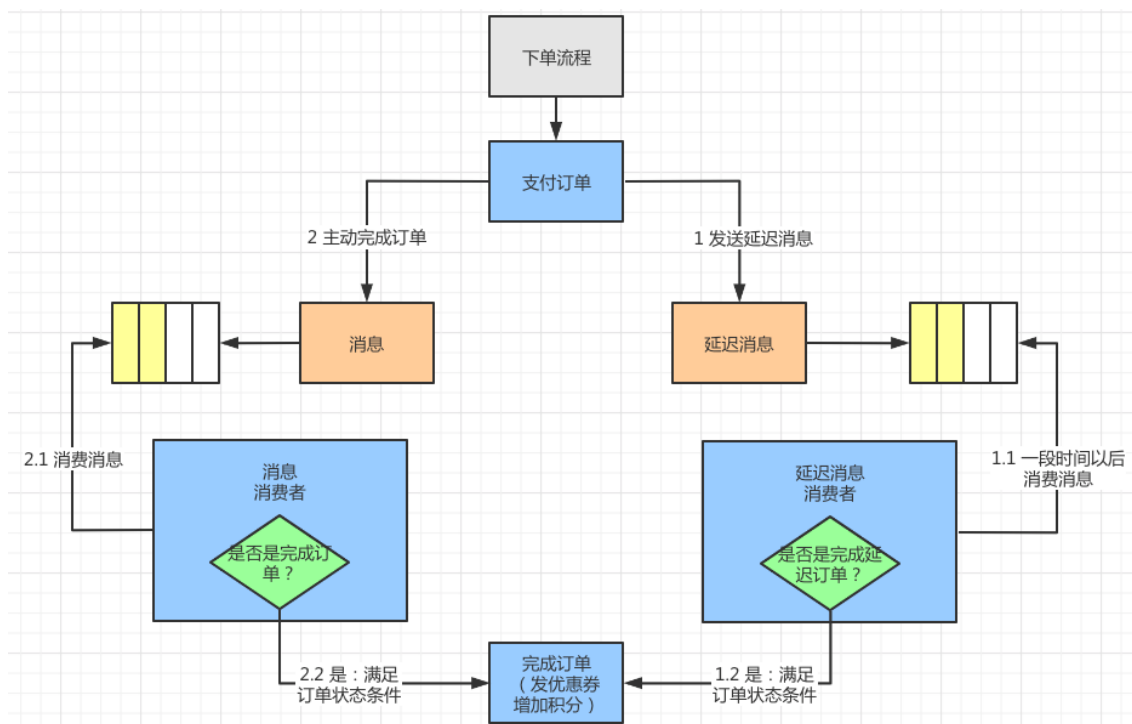 下单流程
支付订单
2 主动完成订单
1 发送延迟消息
消息
延迟消息
2.1 消费消息
消息
消费者
是否是完成订
单？
延迟消息
消费者
是否是完成延
迟订单？
1.1 一段时间以后
消费消息
2.2 是：满足
订单状态条件
完成订单
（发优惠券
增加积分）
1.2 是：满足
订单状态条件